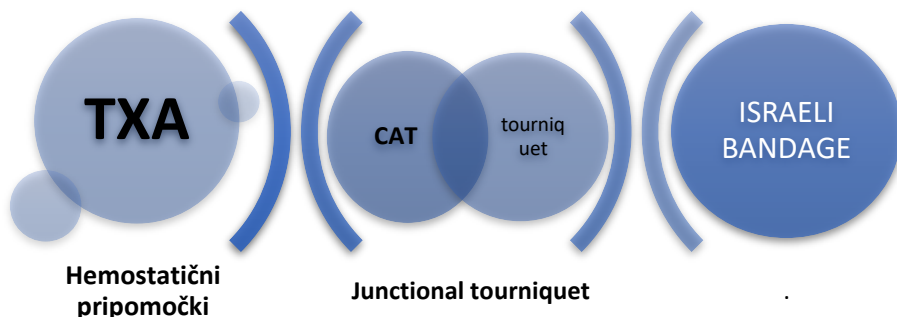 TXA
CAT
tourniq
uet
ISRAELI
BANDAGE
Hemostatični
pripomočki
Junctional tourniquet
.